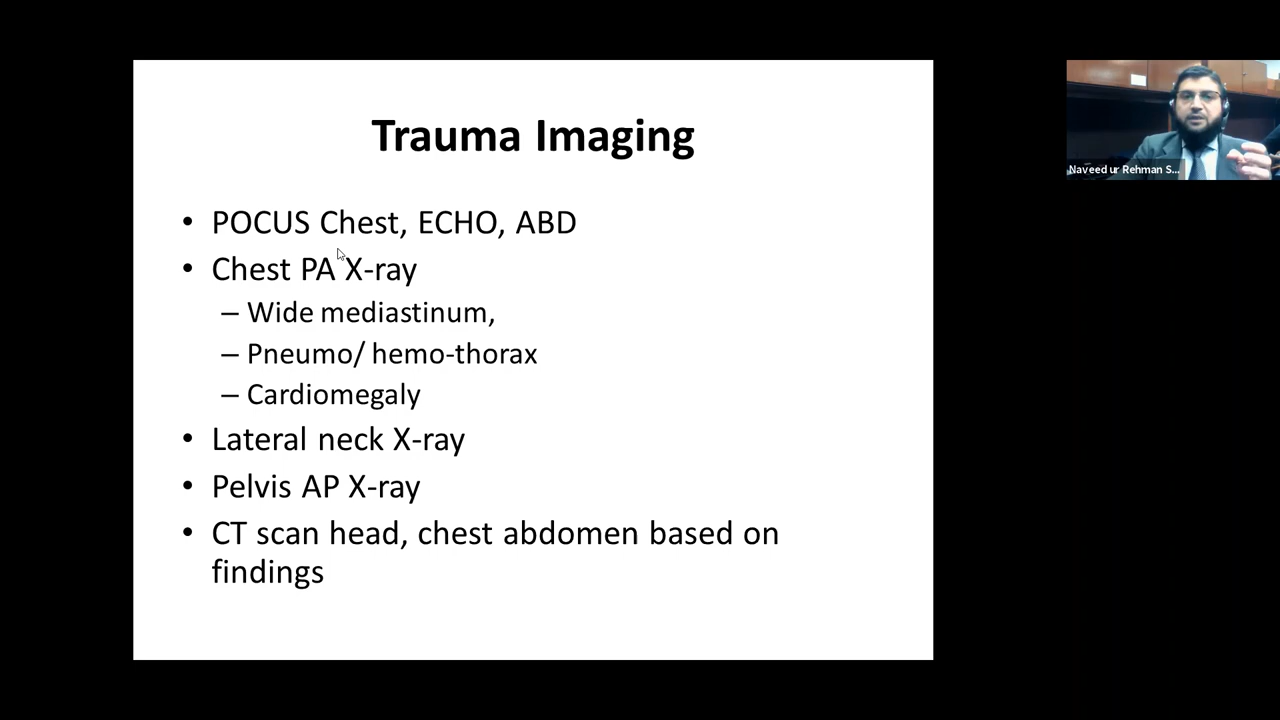 Trauma Imaging
• POCUS Chest, ECHO, ABD
• Chest PA X-ray
– Wide mediastinum,
– Pneumo/ hemo-thorax
– Cardiomegaly
• Lateral neck X-ray
• Pelvis AP X-ray
• CT scan head, chest abdomen based on
findings
Naveed ur Rehman S...